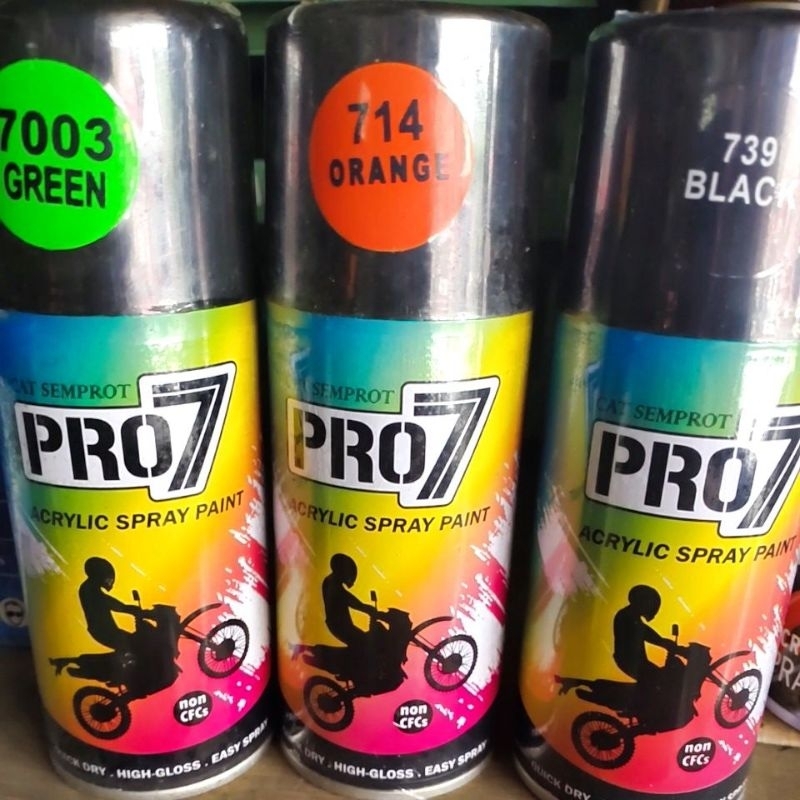 7003
GREEN
CAT SEMPROT
PRO7
ACRYLIC SPRAY PAINT
non
CFCs
QUICK DRY . HIGH-GLOSS . EASY SPRAY
714
ORANGE
SEMPROT
PRO7
ACRYLIC SPRAY PAINT
non
CFCs
DRY . HIGH-GLOSS . EASY SPRAY
739
BLACK
CAT SEMPROT
PRO7
ACRYLIC SPRAY PAINT
non
CFCs
QUICK DRY